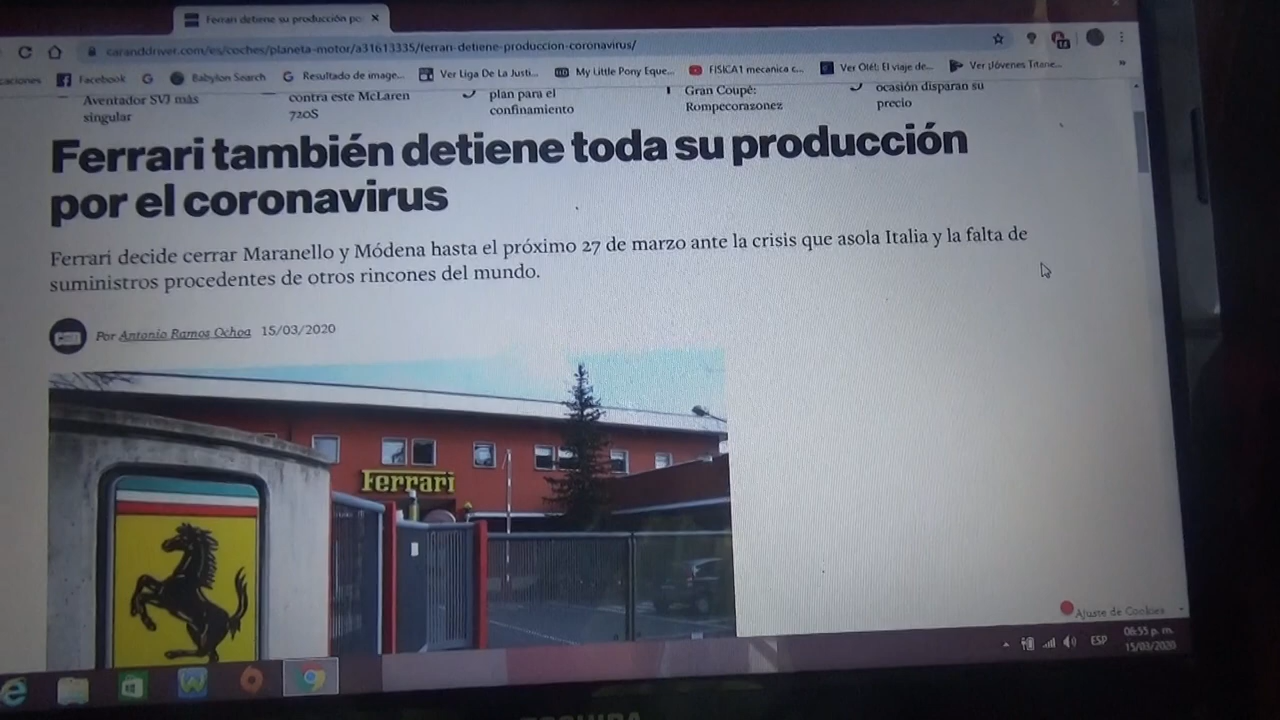 Ferrari detiene su producción po
caranddriver.com/es/coches/planeta-motor/a31613335/ferrari-detiene-produccion-coronavirus/
caciones Facebook G Babylon Search Resultado de image... Ver Liga De La Justi... My Little Pony Eque... FISICA1 mecanica c... Ver Olé!: El viaje de... Ver ¡Jóvenes Titane... »
Aventador SVJ más
singular
contra este McLaren
720S
plan para el
confinamiento
Gran Coupé:
Rompecorazonez
ocasión disparan su
precio
Ferrari también detiene toda su producción
por el coronavirus
Ferrari decide cerrar Maranello y Módena hasta el próximo 27 de marzo ante la crisis que asola Italia y la falta de
suministros procedentes de otros rincones del mundo.
Por Antonio Ramos Ochoa 15/03/2020
Ferrari
Ajuste de Cookies
ESP
06:55 p. m.
15/03/2020
TOSHIBA